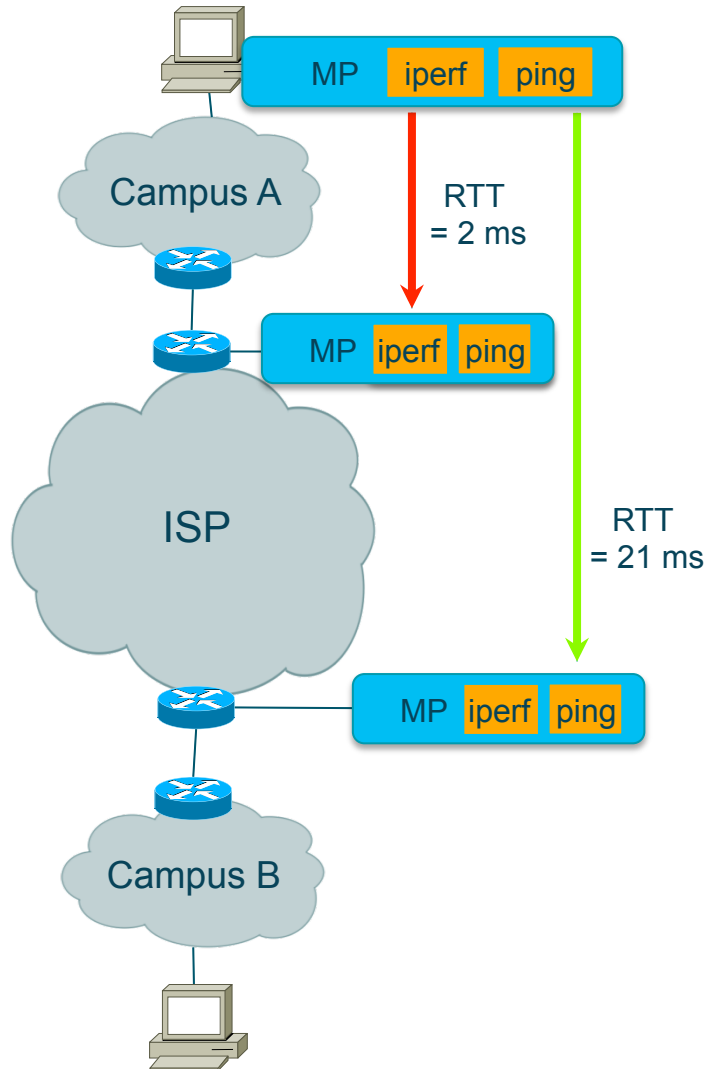 MP iperf ping
Campus A
RTT
= 2 ms
MP iperf ping
ISP
RTT
= 21 ms
MP iperf ping
Campus B